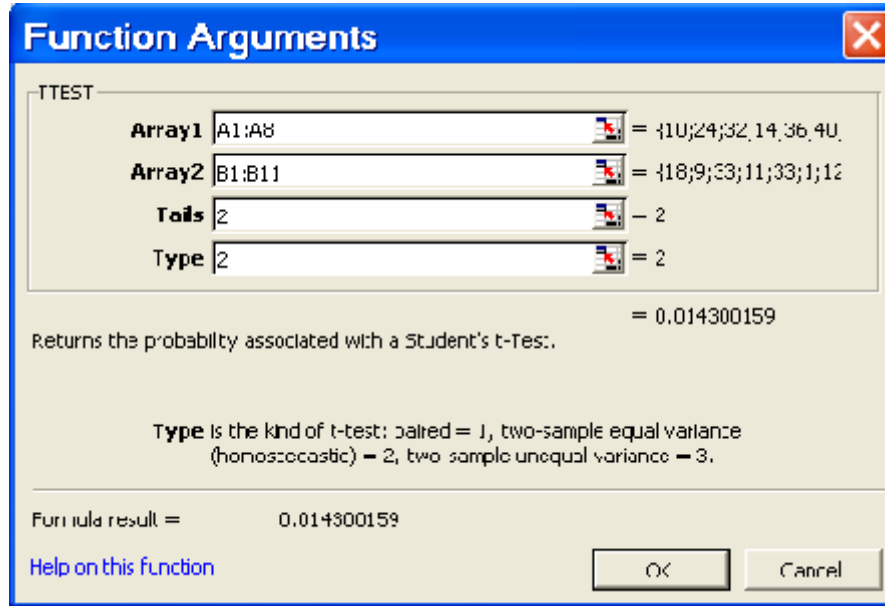 Function Arguments
TTEST
Array1 A1:A8 = {10;24;32;14;36;40;
Array2 B1:B11 = {18;9;33;11;33;1;12
Tails 2 = 2
Type 2 = 2
= 0.014300159
Returns the probability associated with a Student's t-Test.
Type is the kind of t-test: paired = 1, two-sample equal variance
(homoscedastic) = 2, two-sample unequal variance = 3.
Formula result = 0.014300159
Help on this function OK Cancel